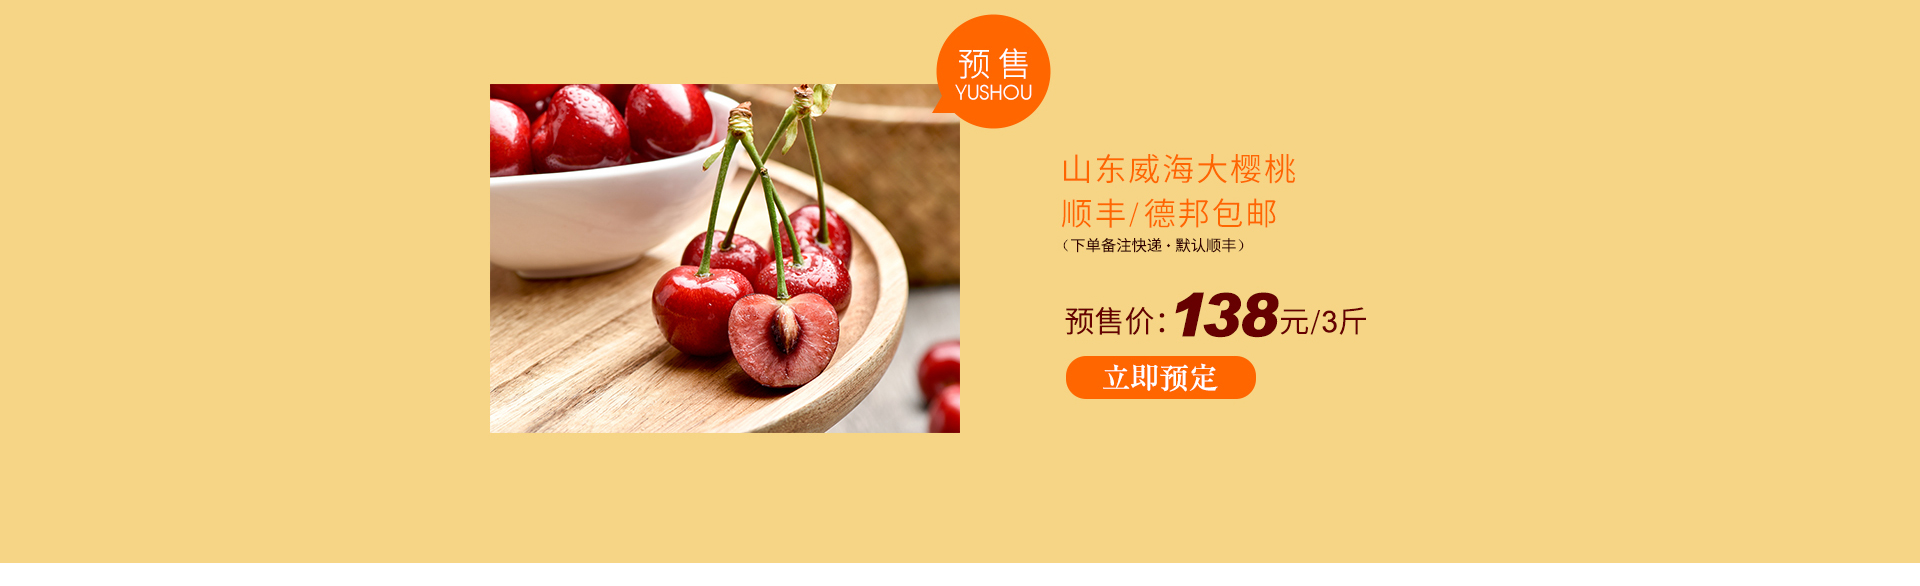 预售
YUSHOU
山东威海大樱桃
顺丰/德邦包邮
（下单备注快递·默认顺丰）
预售价：138元/3斤
立即预定